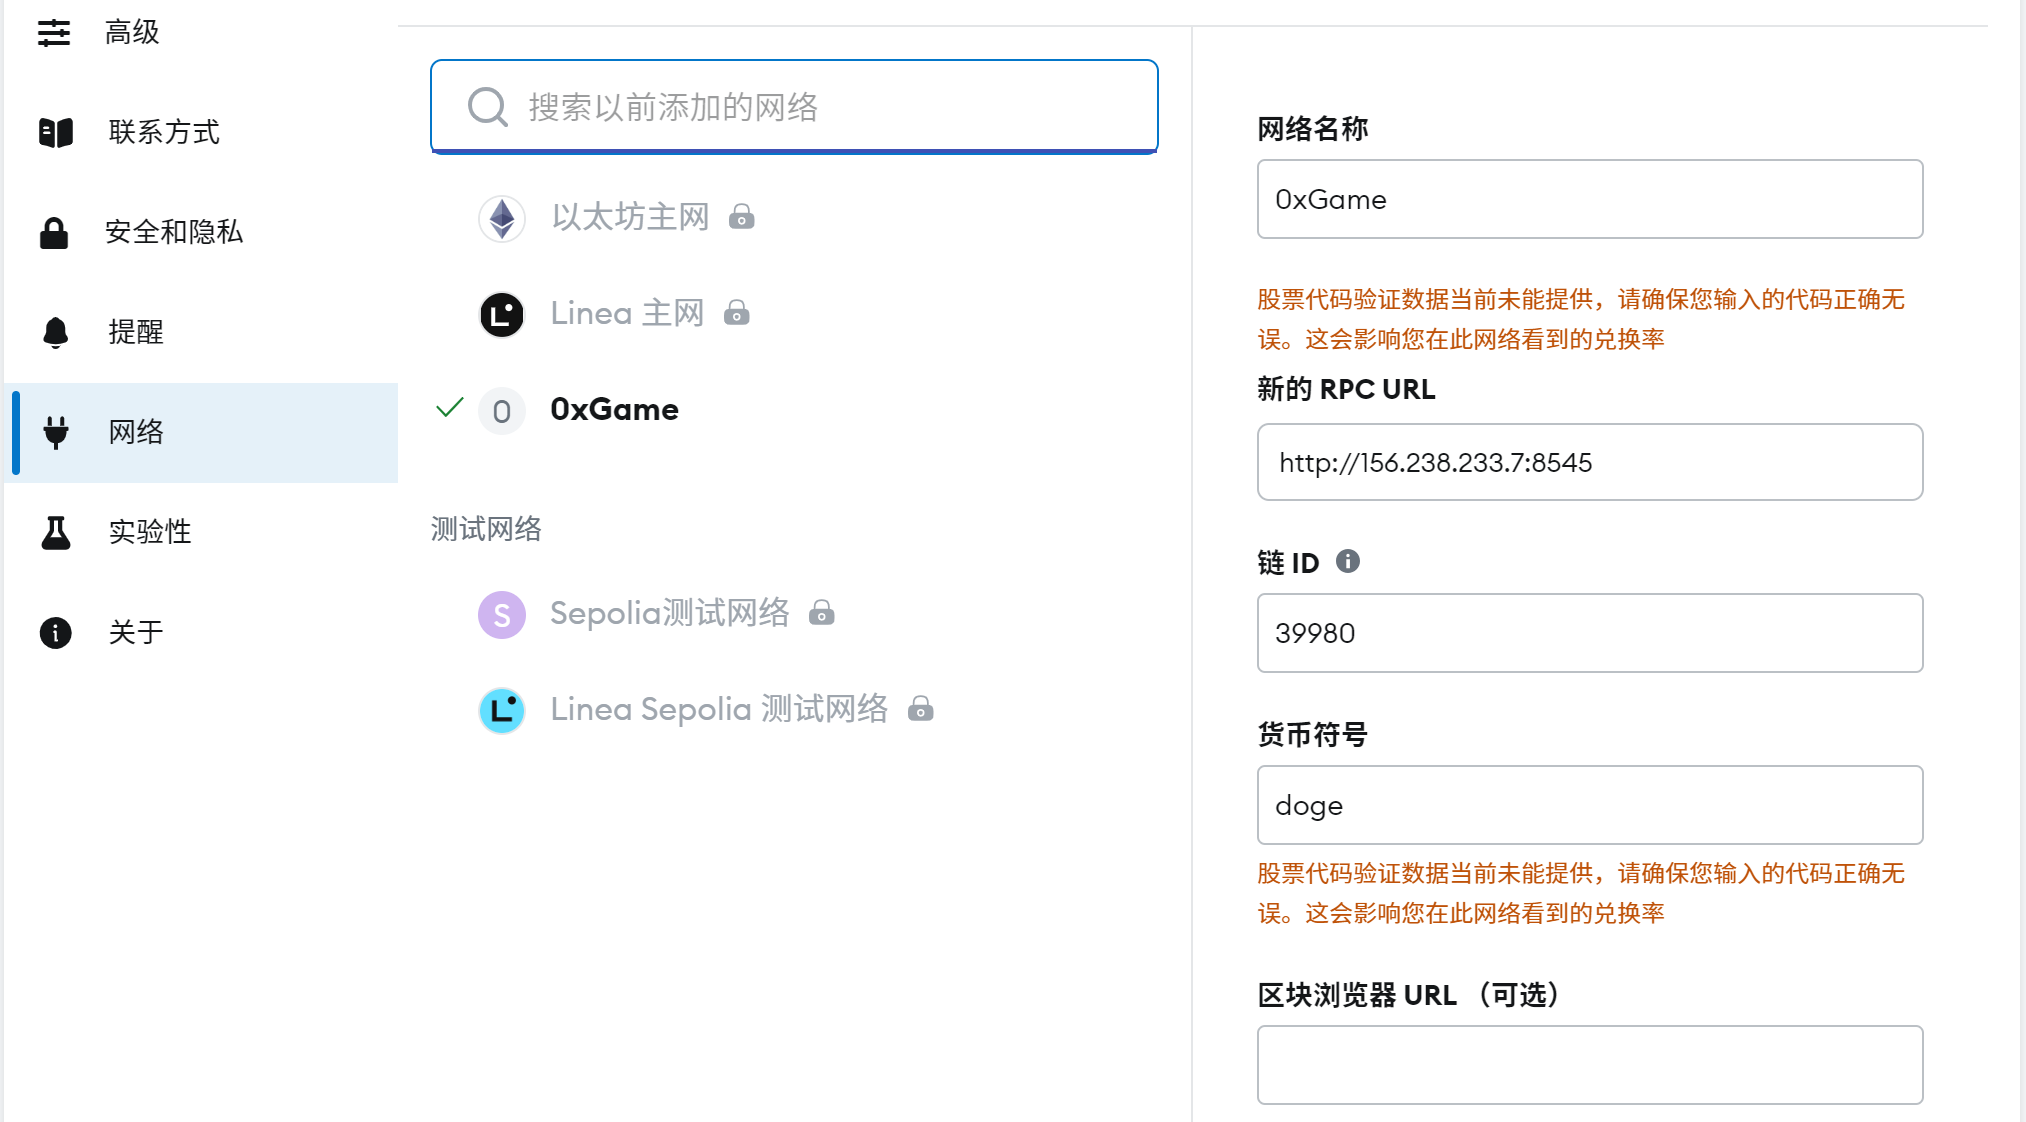 高级
联系方式
安全和隐私
提醒
网络
实验性
关于
搜索以前添加的网络
以太坊主网
L Linea 主网
0 0xGame
测试网络
S Sepolia测试网络
L Linea Sepolia 测试网络
网络名称
0xGame
股票代码验证数据当前未能提供，请确保您输入的代码正确无
误。这会影响您在此网络看到的兑换率
新的 RPC URL
http://156.238.233.7:8545
链 ID
39980
货币符号
doge
股票代码验证数据当前未能提供，请确保您输入的代码正确无
误。这会影响您在此网络看到的兑换率
区块浏览器 URL （可选）